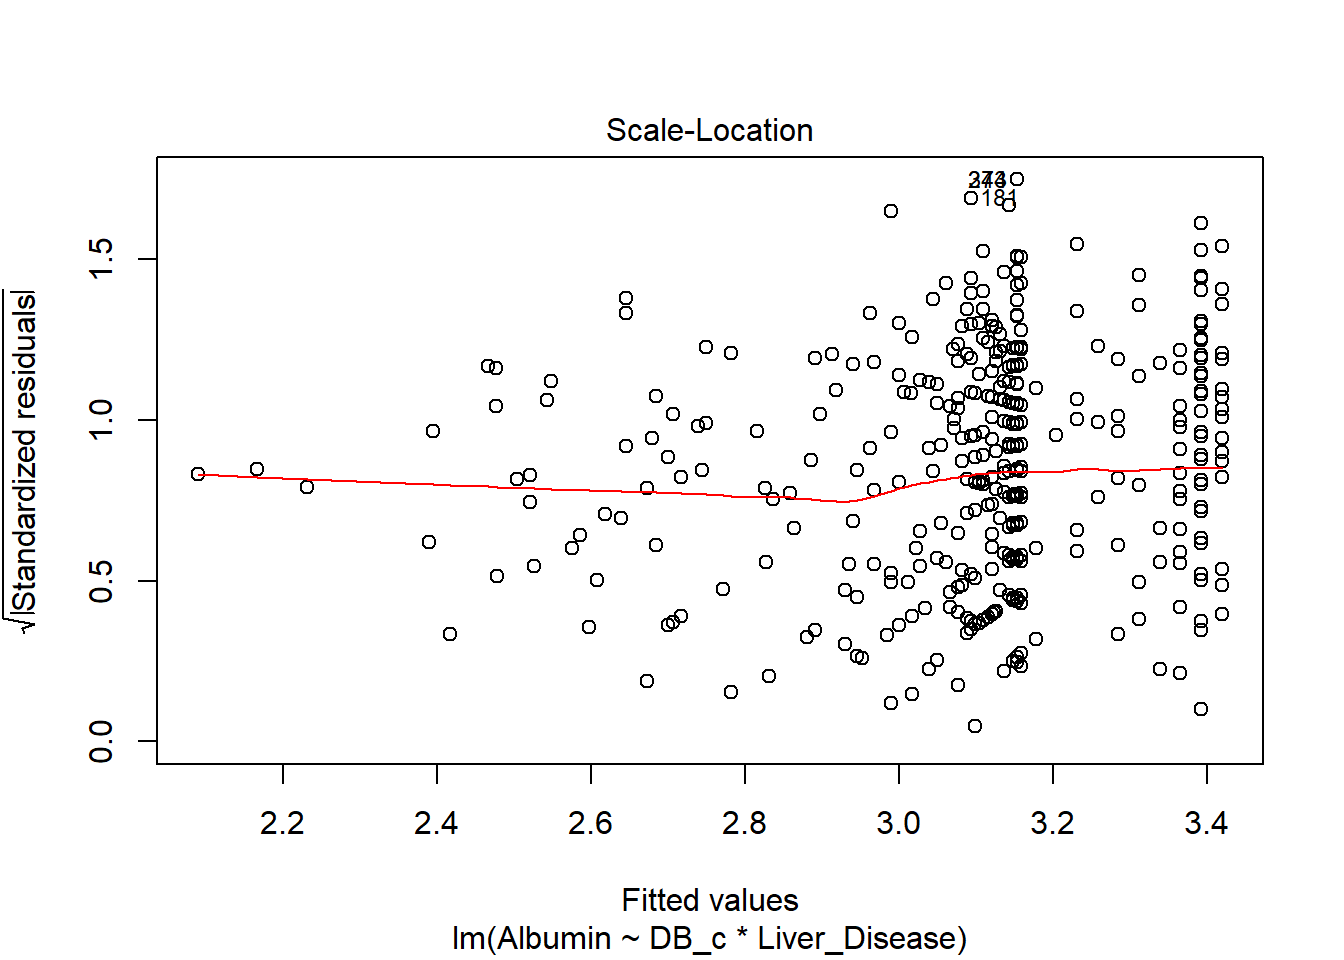 Scale-Location
√|Standardized residuals|
1.5
1.0
0.5
0.0
181
2.2 2.4 2.6 2.8 3.0 3.2 3.4
Fitted values
lm(Albumin ~ DB_c * Liver_Disease)